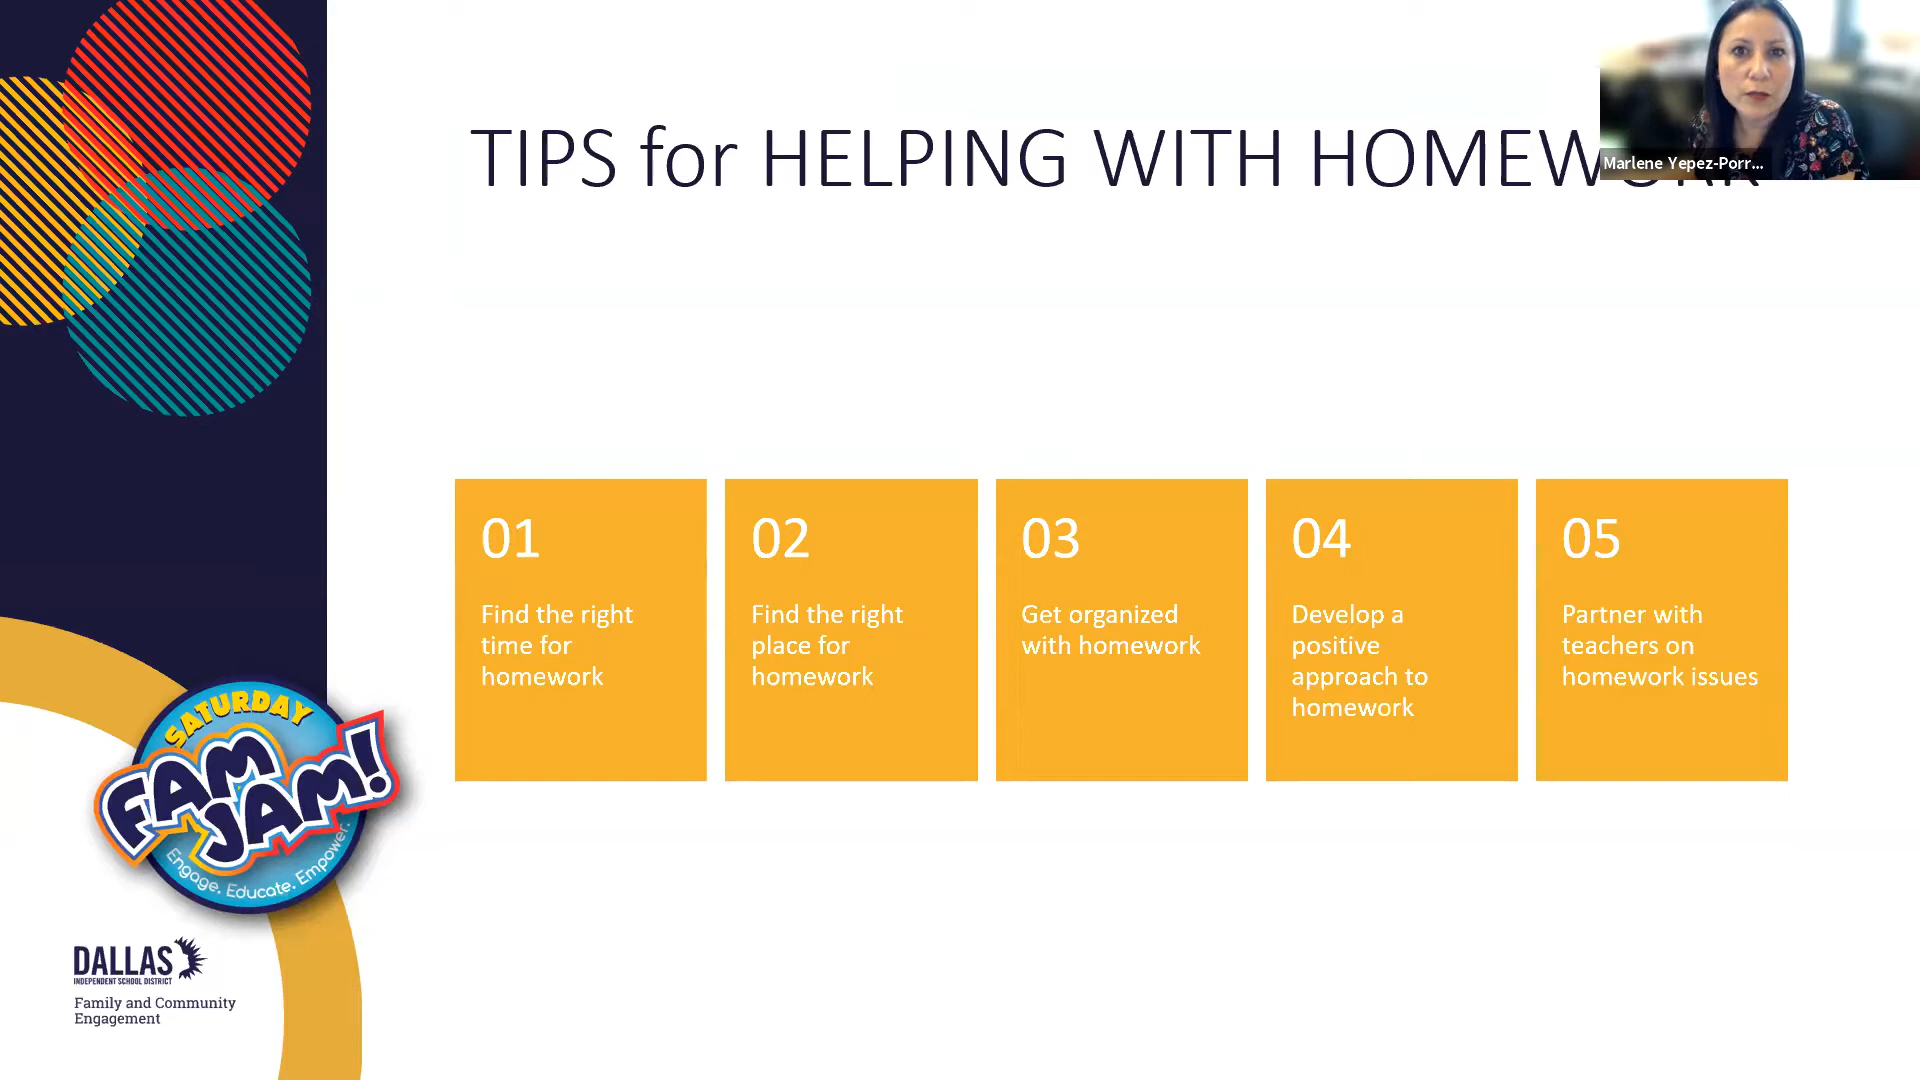 TIPS for HELPING WITH HOMEWORK
Marlene Yepez-Porr...
01
Find the right
time for
homework
02
Find the right
place for
homework
03
Get organized
with homework
04
Develop a
positive
approach to
homework
05
Partner with
teachers on
homework issues
SATURDAY
FAM
JAM!
Engage. Educate. Empower.
DALLAS
INDEPENDENT SCHOOL DISTRICT
Family and Community
Engagement